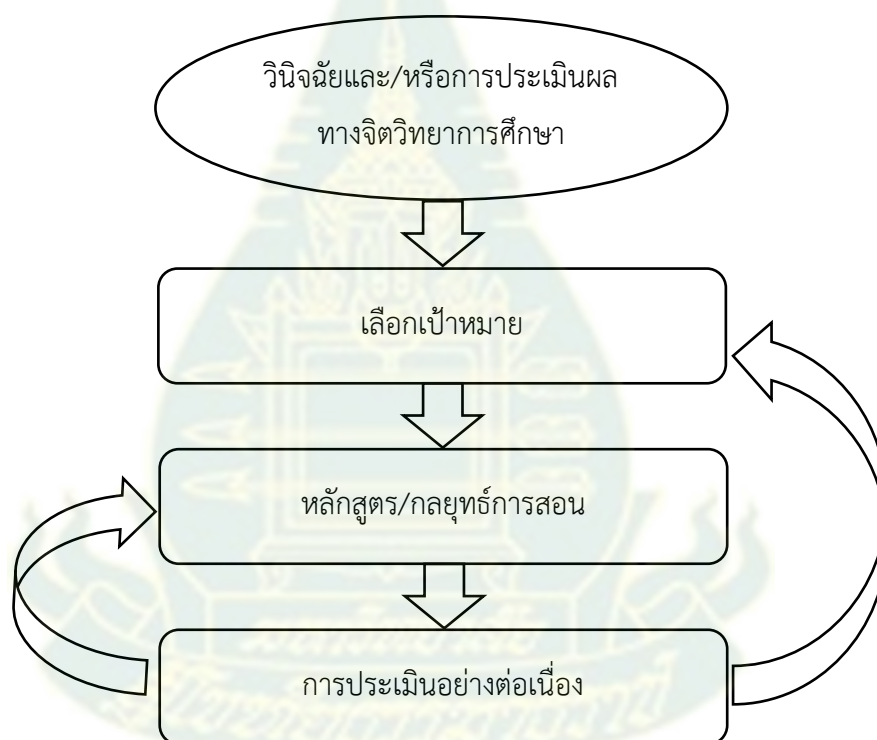 วินิจฉัยและ/หรือการประเมินผล
ทางจิตวิทยาการศึกษา
เลือกเป้าหมาย
หลักสูตร/กลยุทธ์การสอน
การประเมินอย่างต่อเนื่อง